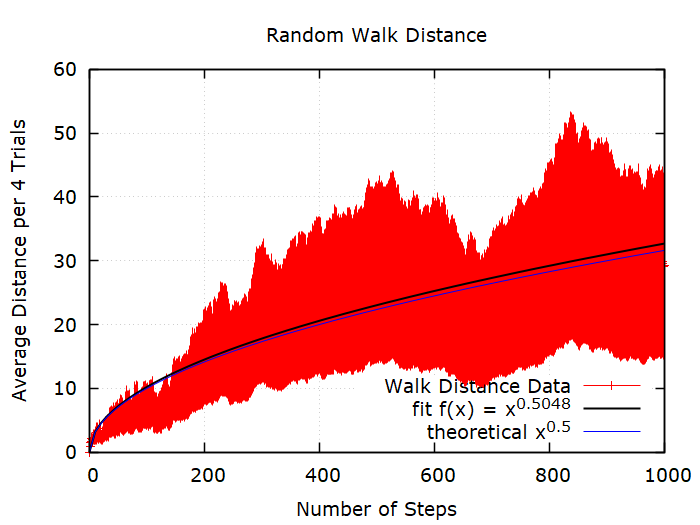 Random Walk Distance
Average Distance per 4 Trials
60
50
40
30
20
10
0
Walk Distance Data
fit f(x) = x^0.5048
theoretical x^0.5
0
200
400
600
800
1000
Number of Steps